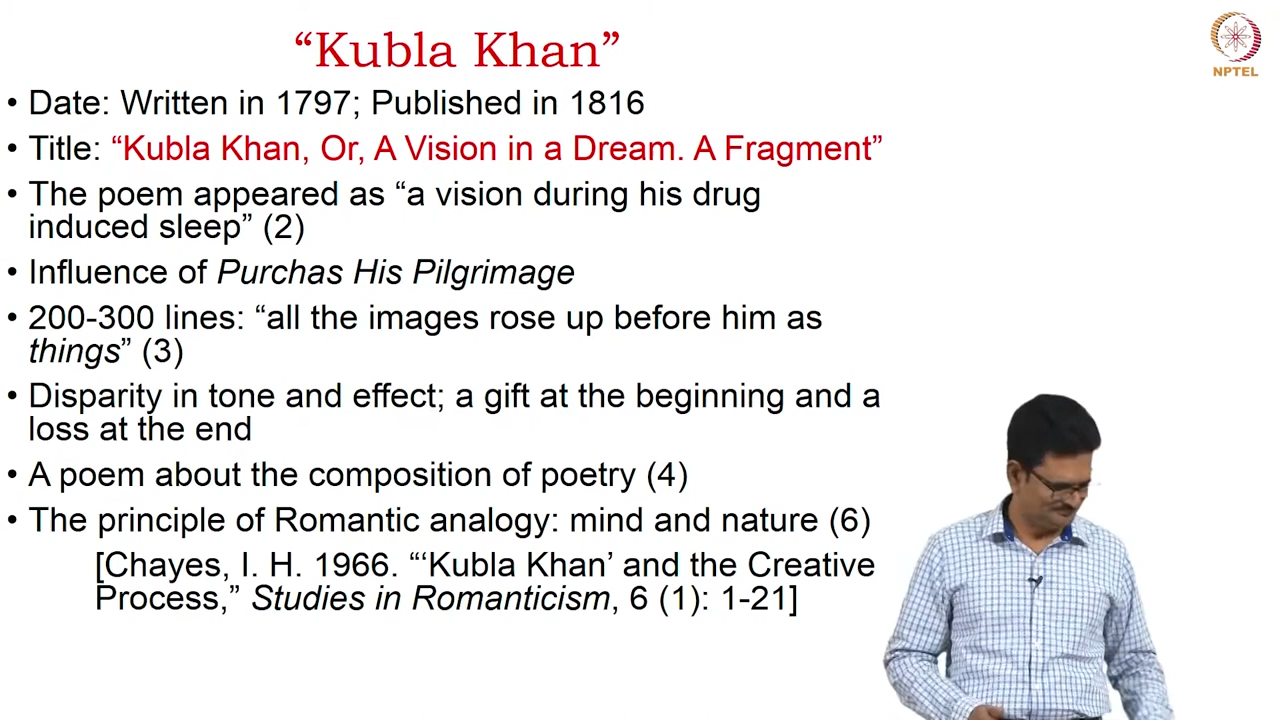 “Kubla Khan”
NPTEL
• Date: Written in 1797; Published in 1816
• Title: “Kubla Khan, Or, A Vision in a Dream. A Fragment”
• The poem appeared as “a vision during his drug
induced sleep” (2)
• Influence of Purchas His Pilgrimage
• 200-300 lines: “all the images rose up before him as
things” (3)
• Disparity in tone and effect; a gift at the beginning and a
loss at the end
• A poem about the composition of poetry (4)
• The principle of Romantic analogy: mind and nature (6)
[Chayes, I. H. 1966. “‘Kubla Khan’ and the Creative
Process,” Studies in Romanticism, 6 (1): 1-21]